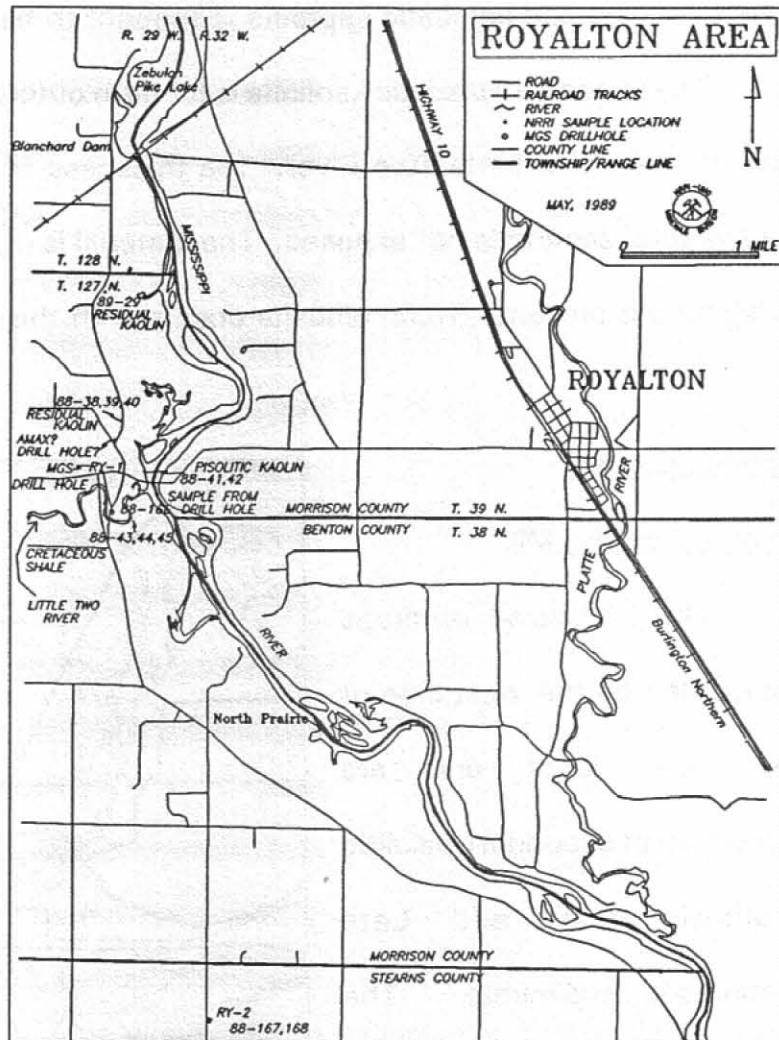 R. 29 W.
R.32 W.
ROYALTON AREA
Zebulon
Pike Lake
ROAD
RAILROAD TRACKS
RIVER
NRRI SAMPLE LOCATION
MGS DRILLHOLE
COUNTY LINE
TOWNSHIP/RANGE LINE
N
HIGHWAY 10
Blanchard Dam
MAY, 1989
0 1 MILE
MISSISSIPPI
T. 128 N.
T. 127 N.
89-29
RESIDUAL
KAOLIN
ROYALTON
88-38,39,40
RESIDUAL
KAOLIN
AMAX?
DRILL HOLE?
MGS RY-1
DRILL HOLE
PISOLITIC KAOLIN
88-41,42
SAMPLE FROM
DRILL HOLE
RIVER
MORRISON COUNTY T. 39 N.
BENTON COUNTY T. 38 N.
88-43,44,45
CRETACEOUS
SHALE
LITTLE TWO
RIVER
PLATTE
RIVER
Burlington Northern
North Prairie
MORRISON COUNTY
STEARNS COUNTY
RY-2
88-167,168